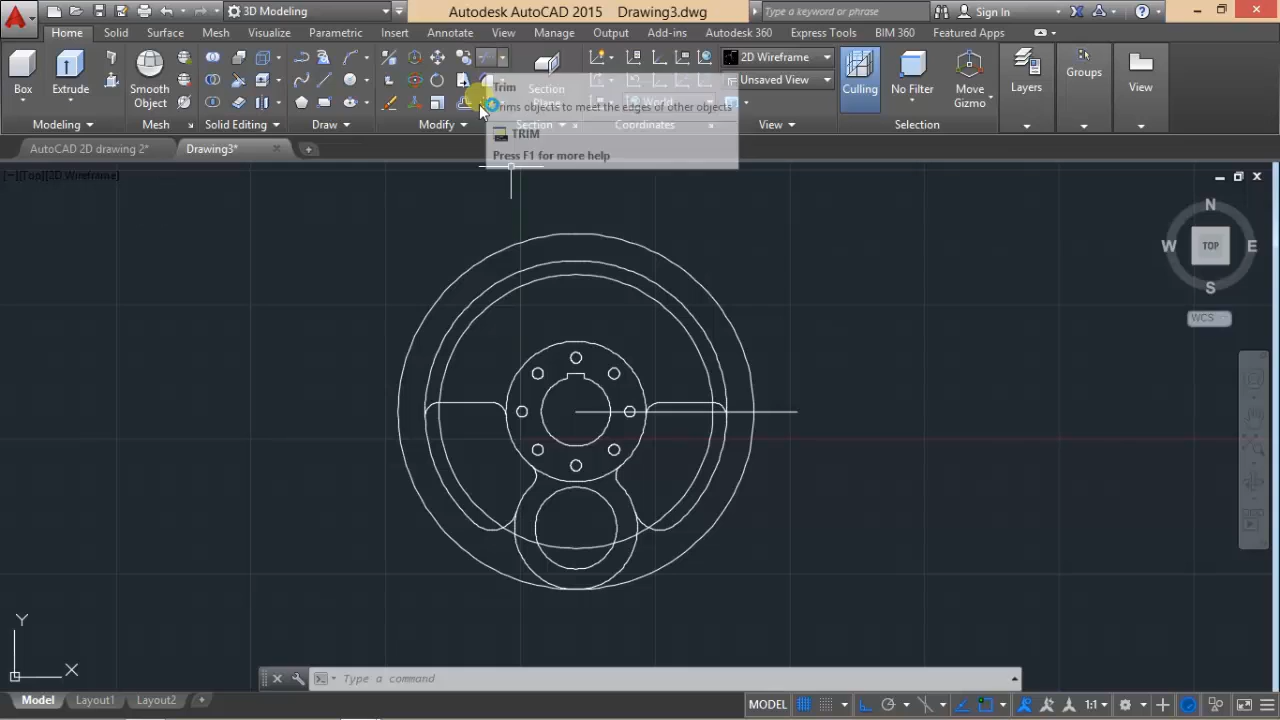 3D Modeling
Autodesk AutoCAD 2015 Drawing3.dwg
Type a keyword or phrase
Sign In
Home Solid Surface Mesh Visualize Parametric Insert Annotate View Manage Output Add-ins Autodesk 360 Express Tools BIM 360 Featured Apps
Box
Extrude
Smooth
Object
Section
Plane
2D Wireframe
Unsaved View
World
Culling
No Filter
Move
Gizmo
Layers
Groups
View
Trim
Trims objects to meet the edges of other objects
TRIM
Press F1 for more help
Modeling Mesh Solid Editing Draw Modify Section Coordinates View Selection
AutoCAD 2D drawing 2* Drawing3*
[−][Top][2D Wireframe]
N
W TOP E
S
WCS
Y
X
Type a command
Model Layout1 Layout2
MODEL 1:1